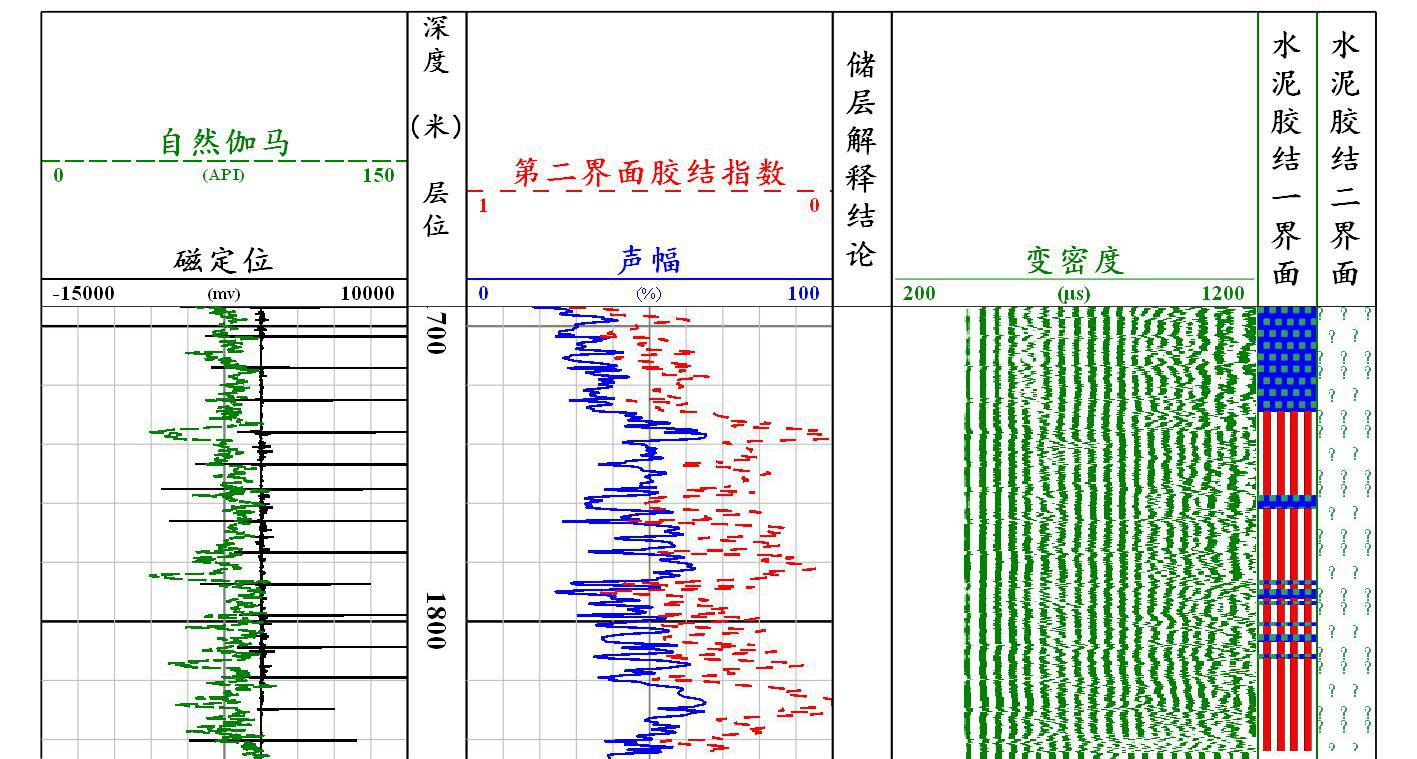 自然伽马
0 (API) 150
磁定位
-15000 (mv) 10000
深度
(米)
层位
第二界面胶结指数
1 0
声幅
0 (%) 100
储层解释结论
变密度
200 (μs) 1200
水泥胶结一界面
水泥胶结二界面
700
1800